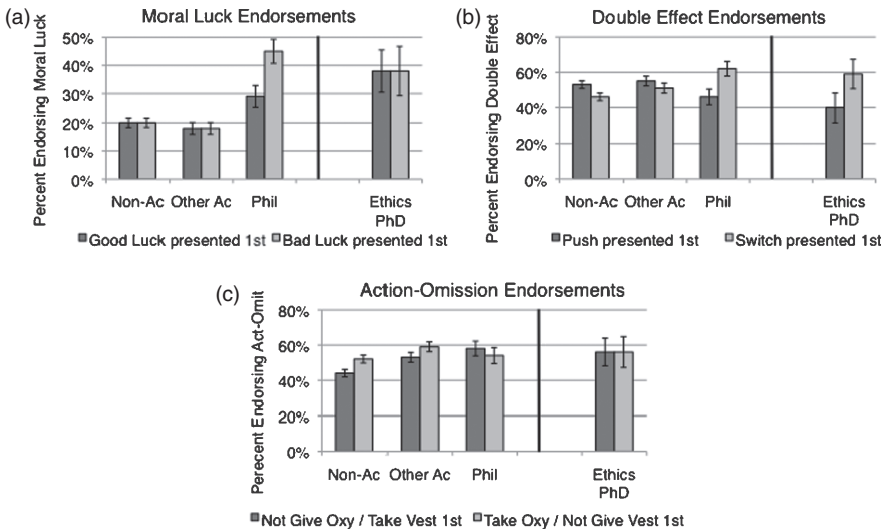 (a)
Moral Luck Endorsements
Percent Endorsing Moral Luck
50%
40%
30%
20%
10%
0%
Non-Ac Other Ac Phil Ethics
PhD
Good Luck presented 1st Bad Luck presented 1st
(b)
Double Effect Endorsements
Percent Endorsing Double Effect
80%
60%
40%
20%
0%
Non-Ac Other Ac Phil Ethics
PhD
Push presented 1st Switch presented 1st
(c)
Action-Omission Endorsements
Perecent Endorsing Act-Omit
80%
60%
40%
20%
0%
Non-Ac Other Ac Phil Ethics
PhD
Not Give Oxy / Take Vest 1st Take Oxy / Not Give Vest 1st